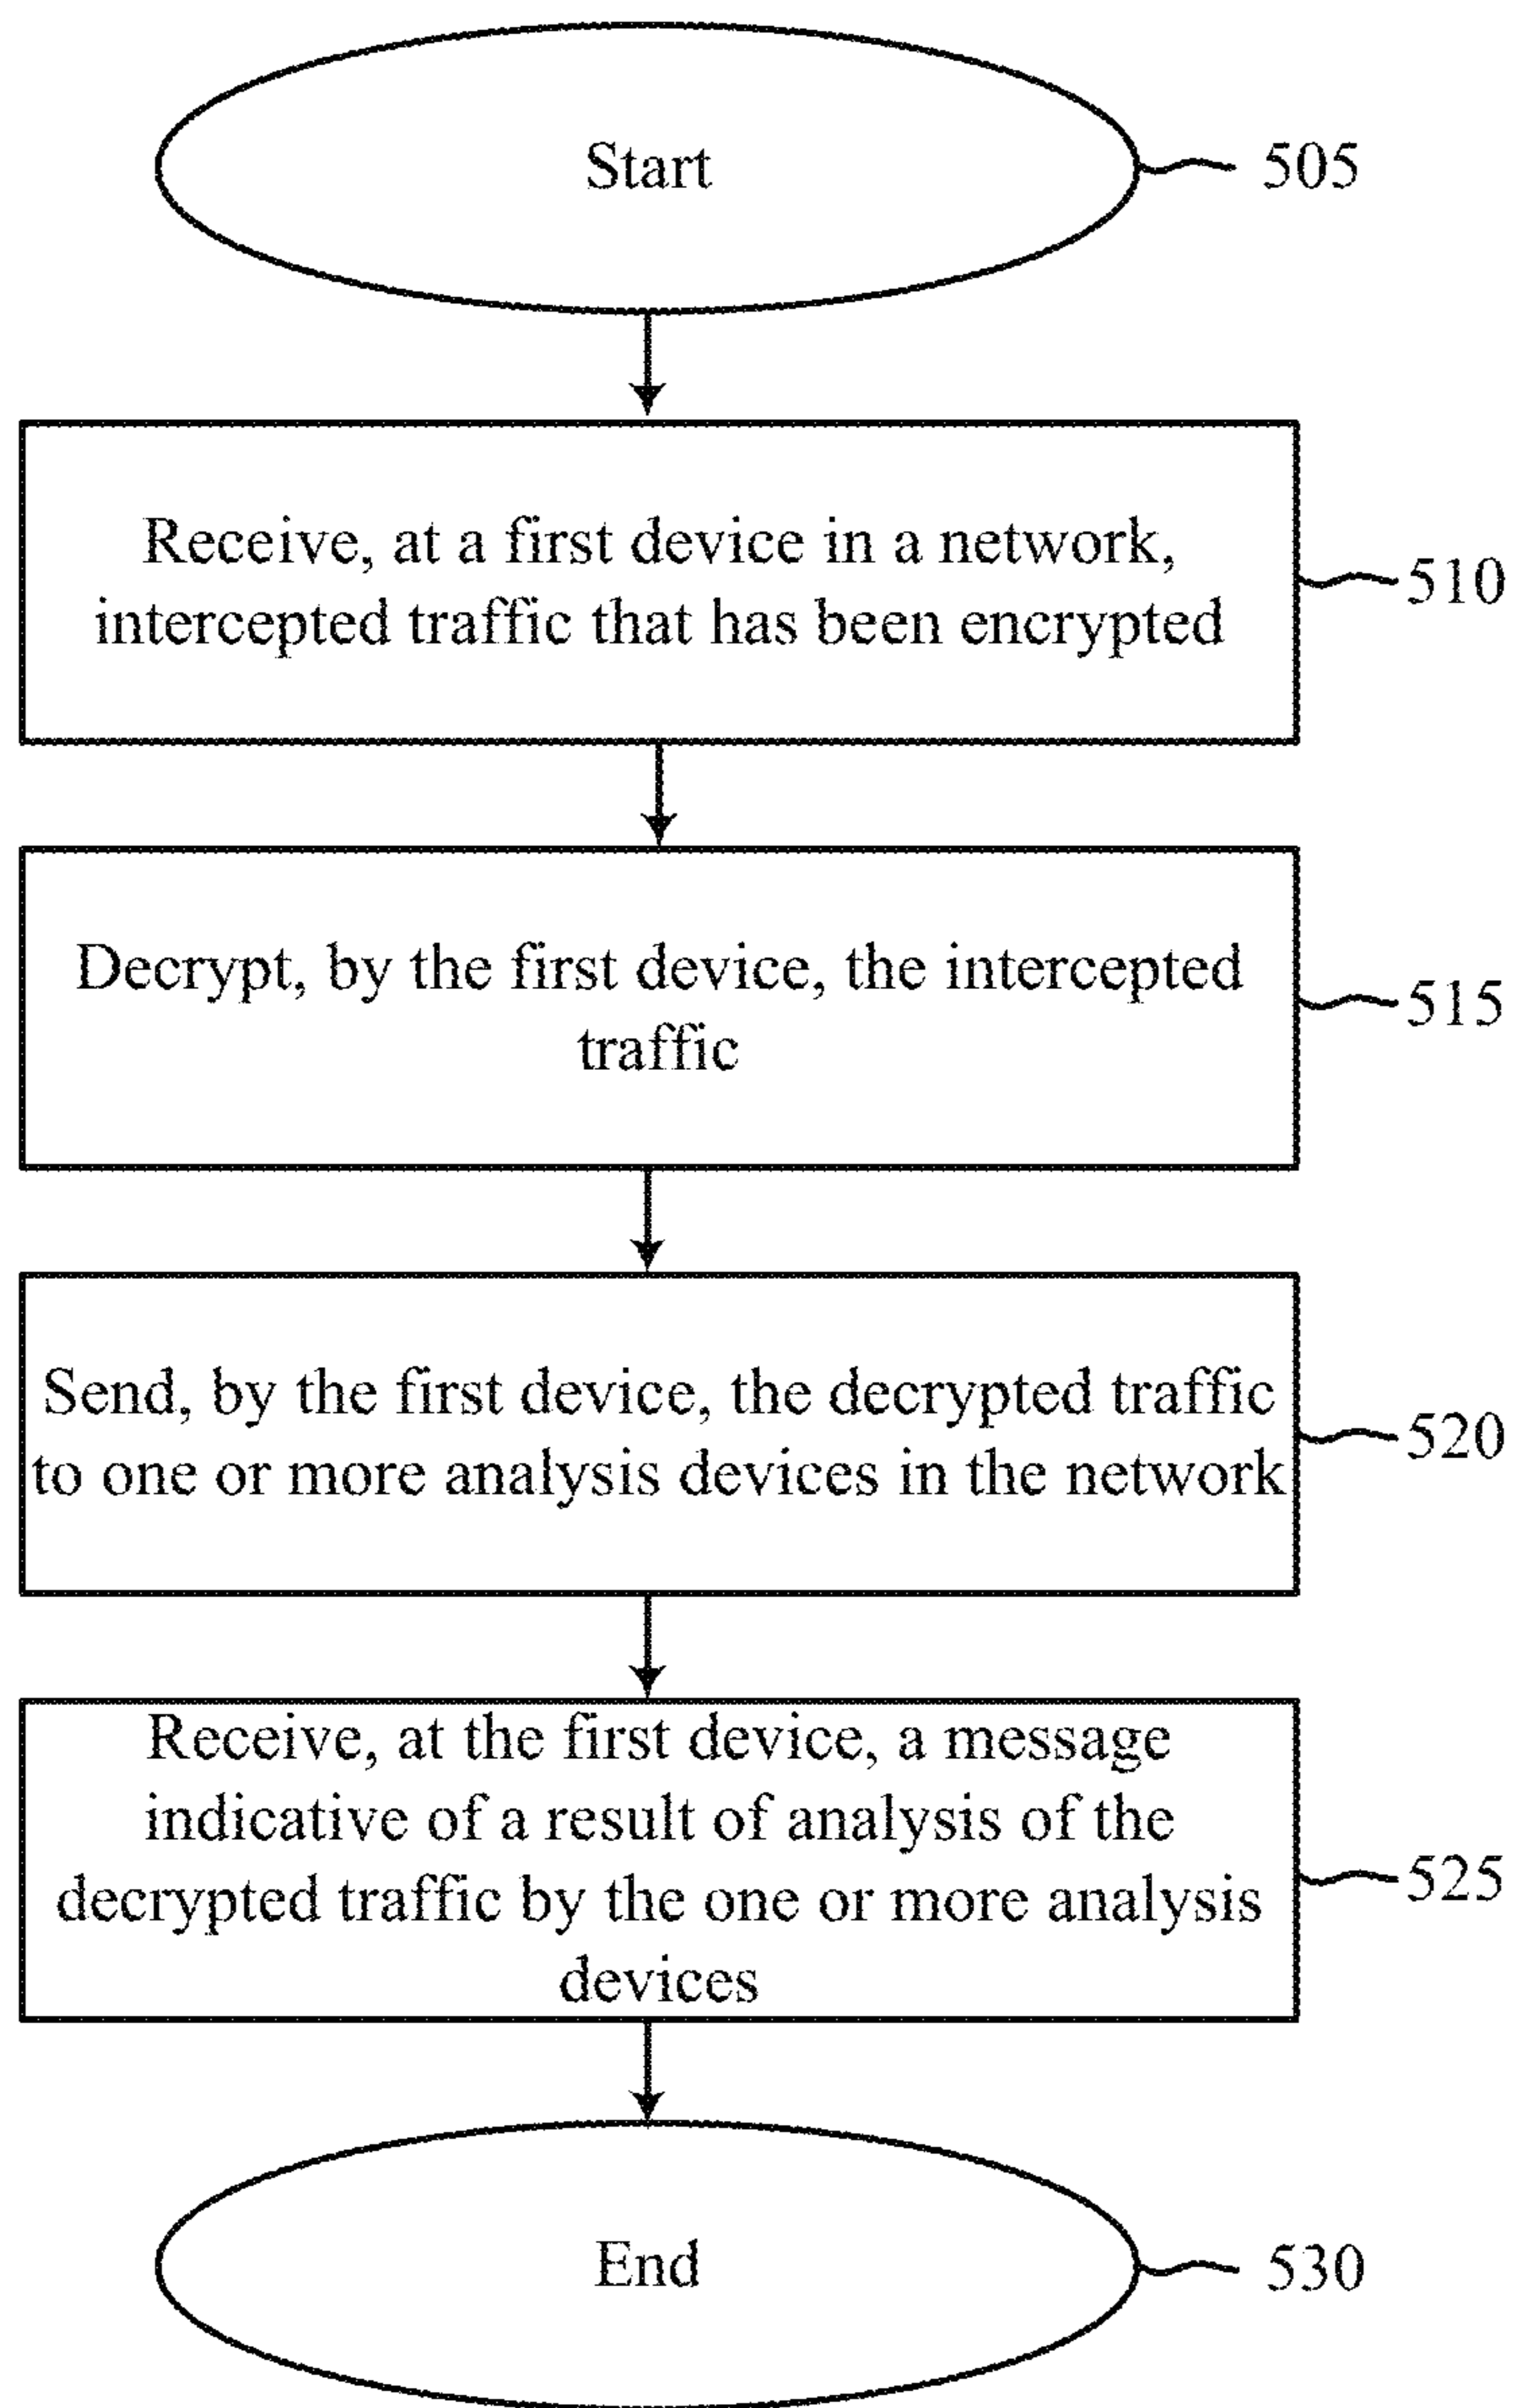 Start
505
Receive, at a first device in a network,
intercepted traffic that has been encrypted
510
Decrypt, by the first device, the intercepted
traffic
515
Send, by the first device, the decrypted traffic
to one or more analysis devices in the network
520
Receive, at the first device, a message
indicative of a result of analysis of the
decrypted traffic by the one or more analysis
devices
525
End
530